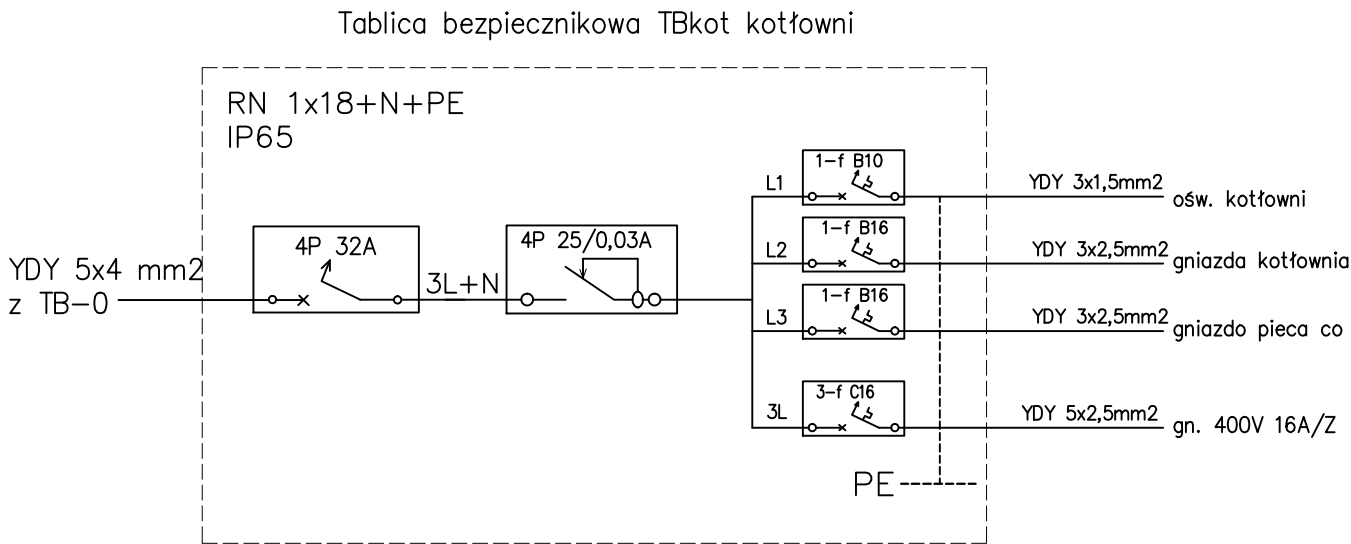 Tablica bezpiecznikowa TBkot kotłowni
RN 1x18+N+PE
IP65
YDY 5x4 mm2
z TB-0
4P 32A
3L+N
4P 25/0,03A
L1
1-f B10
YDY 3x1,5mm2
ośw. kotłowni
L2
1-f B16
YDY 3x2,5mm2
gniazda kotłownia
L3
1-f B16
YDY 3x2,5mm2
gniazdo pieca co
3L
3-f C16
YDY 5x2,5mm2
gn. 400V 16A/Z
PE